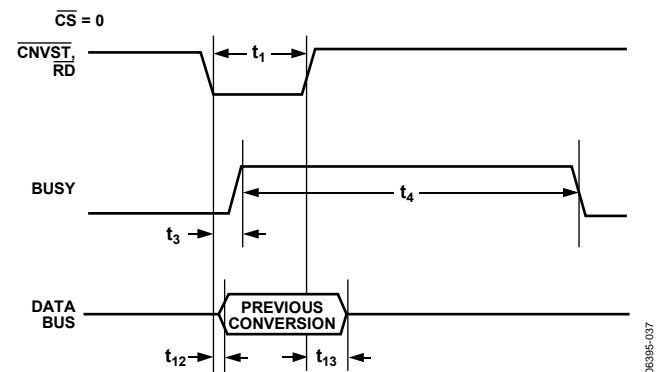 CS = 0
CNVST,
RD
t1
BUSY
t4
t3
DATA
BUS
PREVIOUS
CONVERSION
t12
t13
06395-037